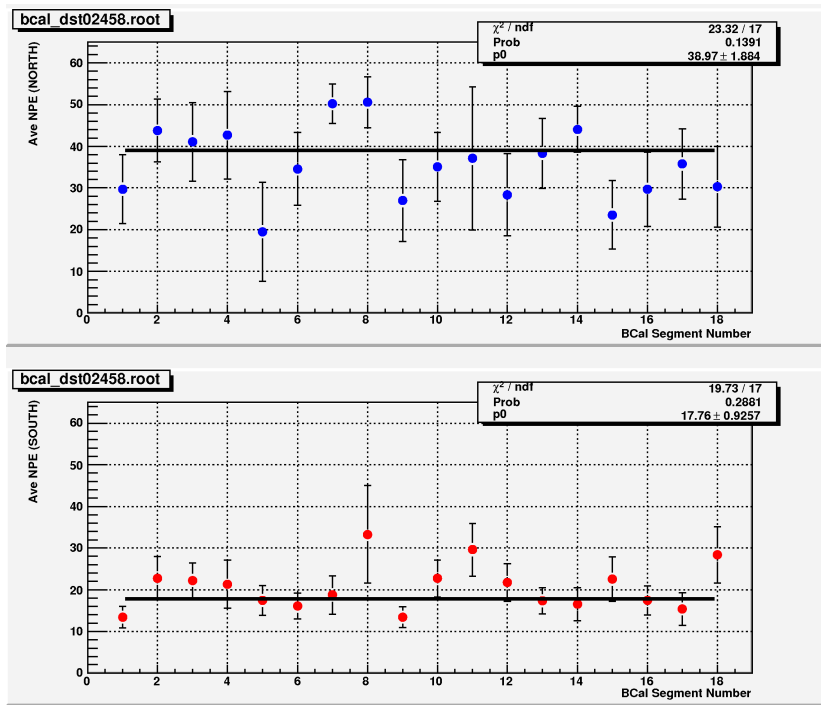 bcal_dst02458.root
χ² / ndf 23.32 / 17
Prob 0.1391
p0 38.97 ± 1.884
Ave NPE (NORTH)
60
50
40
30
20
10
0
0 2 4 6 8 10 12 14 16 18
BCal Segment Number
bcal_dst02458.root
χ² / ndf 19.73 / 17
Prob 0.2881
p0 17.76 ± 0.9257
Ave NPE (SOUTH)
60
50
40
30
20
10
0
0 2 4 6 8 10 12 14 16 18
BCal Segment Number